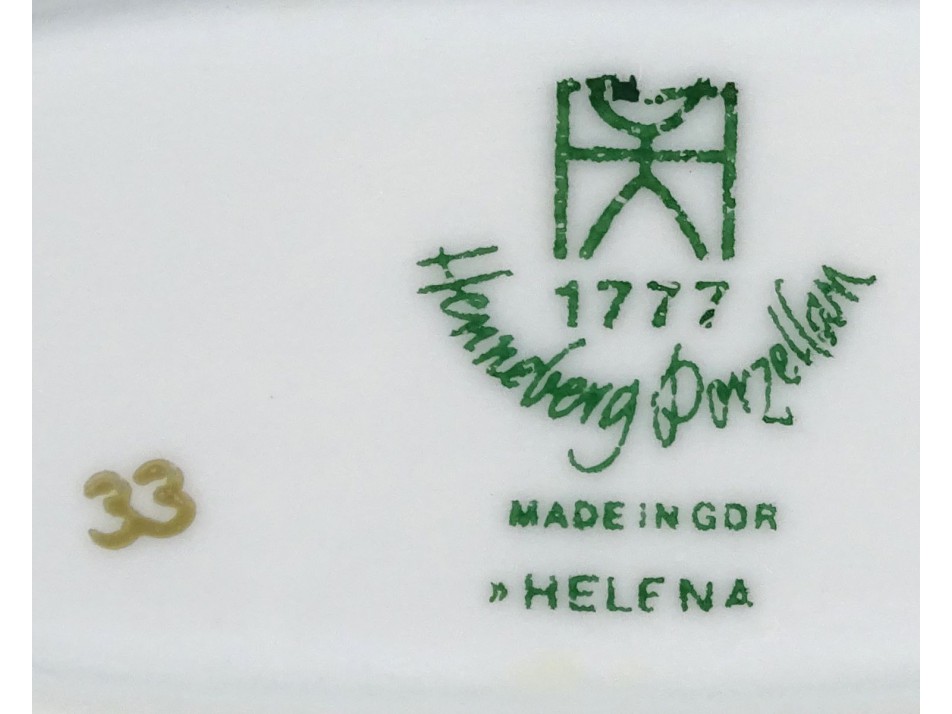 1777
Henneberg Porzellan
33
MADE IN GDR
» HELENA